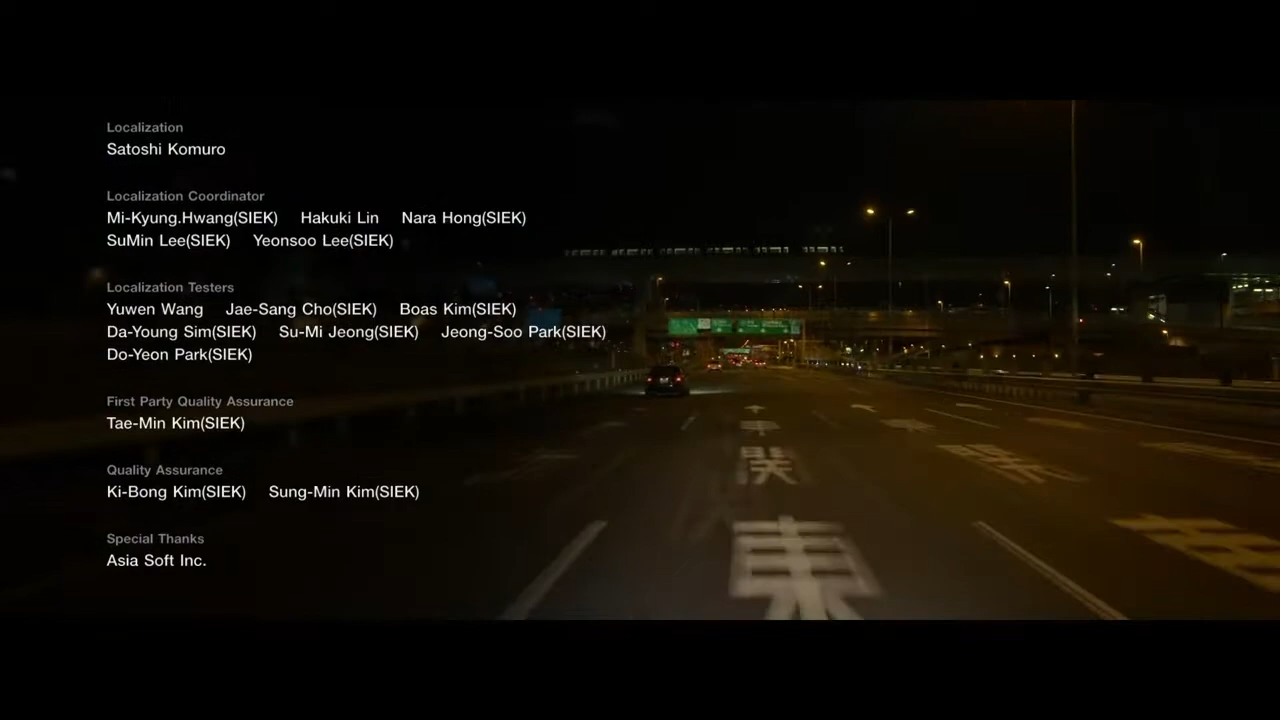 Localization
Satoshi Komuro
Localization Coordinator
Mi-Kyung.Hwang(SIEK) Hakuki Lin Nara Hong(SIEK)
SuMin Lee(SIEK) Yeonsoo Lee(SIEK)
Localization Testers
Yuwen Wang Jae-Sang Cho(SIEK) Boas Kim(SIEK)
Da-Young Sim(SIEK) Su-Mi Jeong(SIEK) Jeong-Soo Park(SIEK)
Do-Yeon Park(SIEK)
First Party Quality Assurance
Tae-Min Kim(SIEK)
Quality Assurance
Ki-Bong Kim(SIEK) Sung-Min Kim(SIEK)
Special Thanks
Asia Soft Inc.
関
東